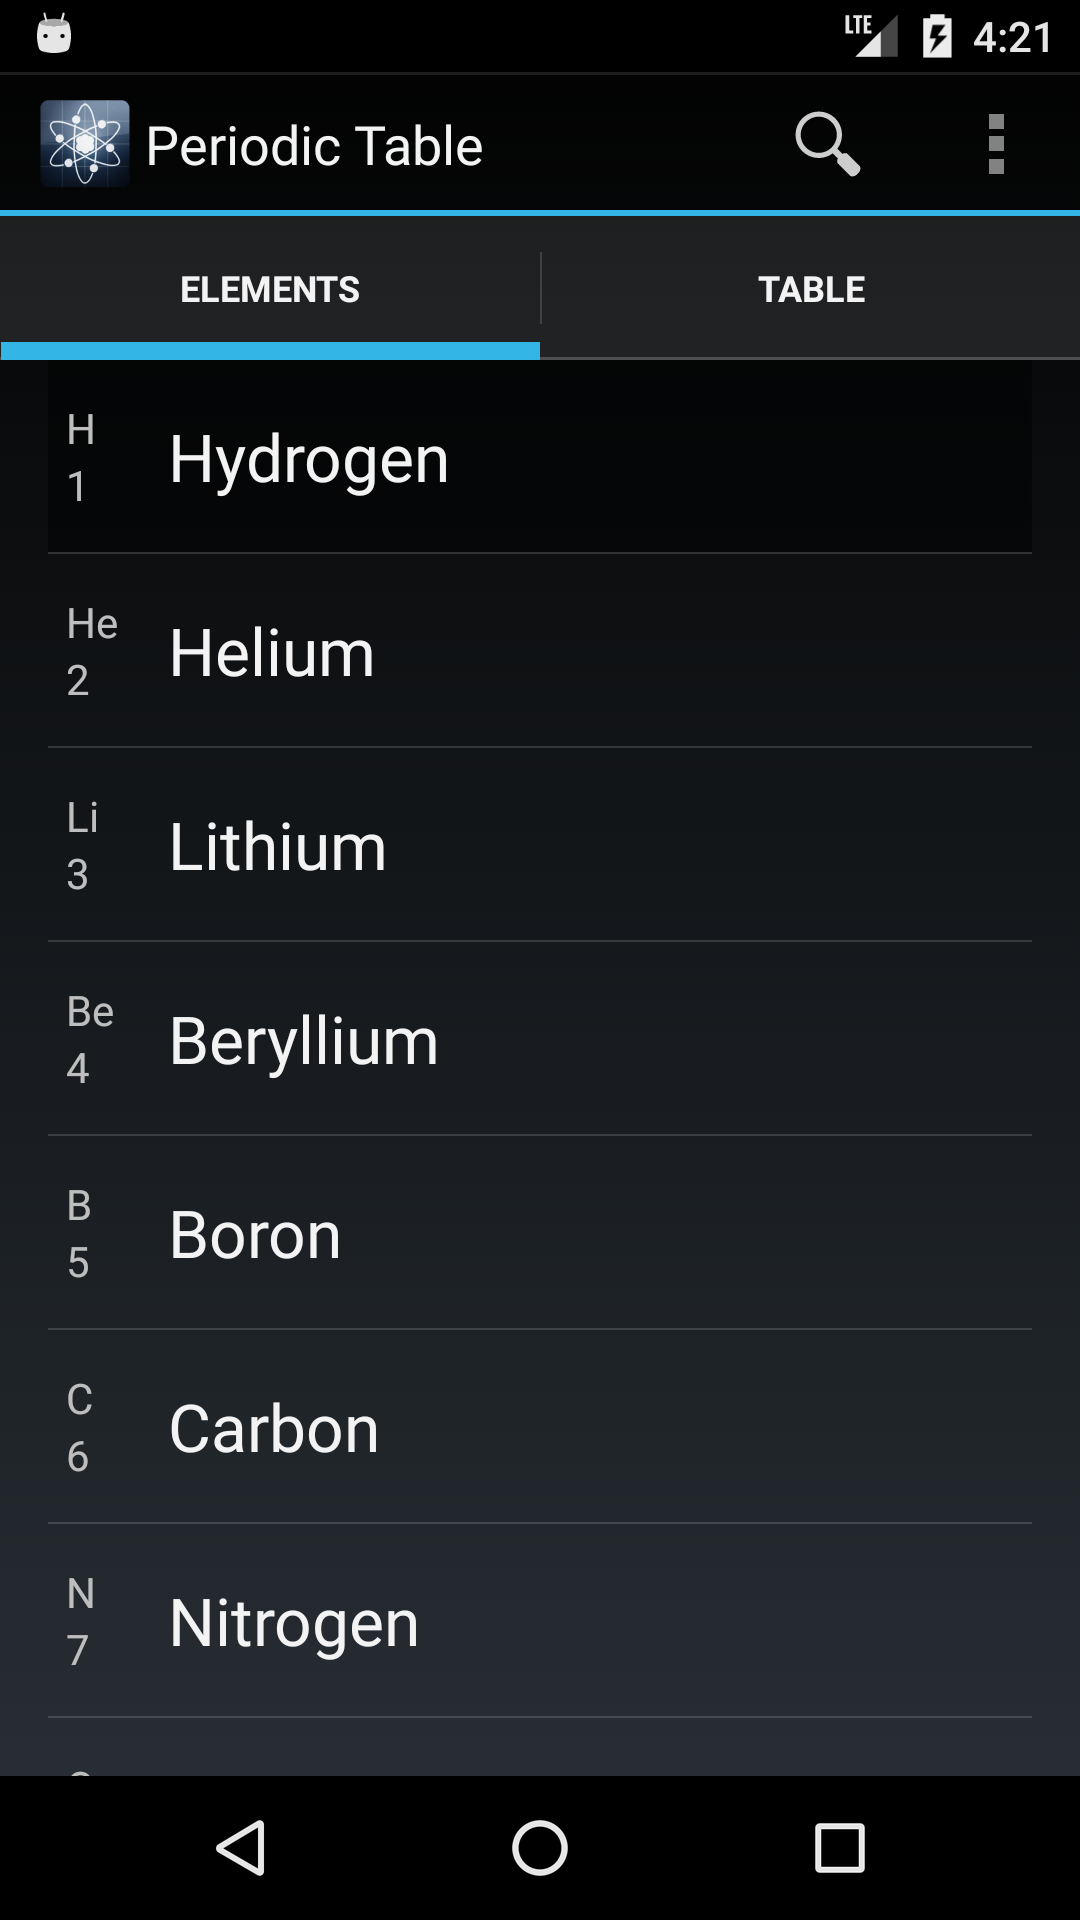 LTE 4:21
Periodic Table
ELEMENTS TABLE
H
1
Hydrogen
He
2
Helium
Li
3
Lithium
Be
4
Beryllium
B
5
Boron
C
6
Carbon
N
7
Nitrogen